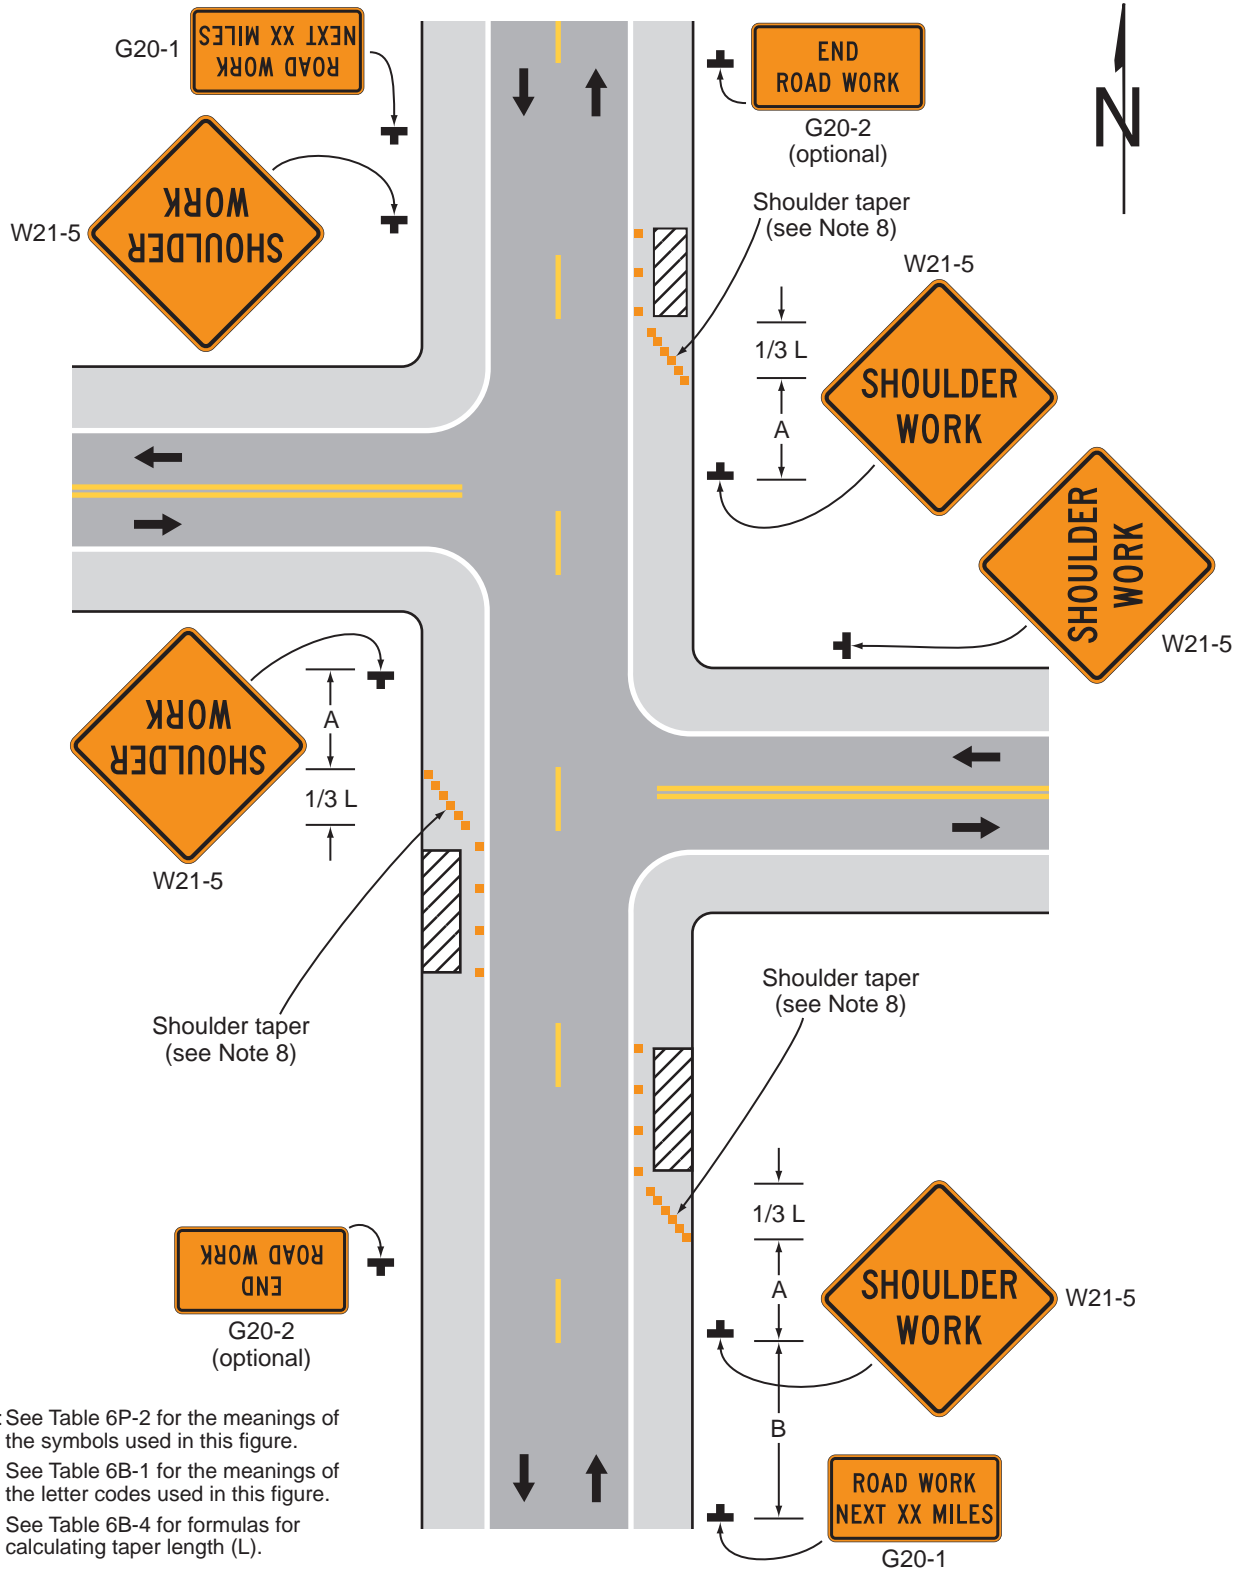 G20-1
ROAD WORK
NEXT XX MILES
W21-5
SHOULDER
WORK
END
ROAD WORK
G20-2
(optional)
N
Shoulder taper
(see Note 8)
W21-5
1/3 L
A
SHOULDER
WORK
SHOULDER
WORK
W21-5
SHOULDER
WORK
W21-5
A
1/3 L
Shoulder taper
(see Note 8)
Shoulder taper
(see Note 8)
END
ROAD WORK
G20-2
(optional)
1/3 L
A
B
SHOULDER
WORK
W21-5
ROAD WORK
NEXT XX MILES
G20-1
: See Table 6P-2 for the meanings of
the symbols used in this figure.
See Table 6B-1 for the meanings of
the letter codes used in this figure.
See Table 6B-4 for formulas for
calculating taper length (L).